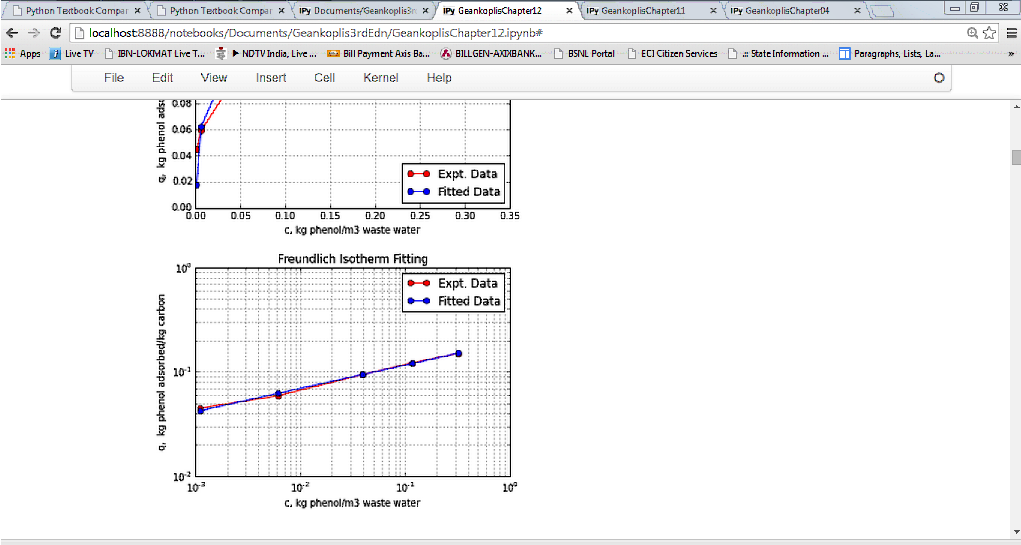 Python Textbook Compar Python Textbook Compar IPy Documents/Geankoplis3rc IPy GeankoplisChapter12 IPy GeankoplisChapter11 IPy GeankoplisChapter04
localhost:8888/notebooks/Documents/Geankoplis3rdEdn/GeankoplisChapter12.ipynb#
Apps Live TV IBN-LOKMAT Live T... NDTV India, Live ... Bill Payment Axis Ba... BILLGEN-AXIXBANK... BSNL Portal ECI Citizen Services .:: State Information ... Paragraphs, Lists, La... »
File Edit View Insert Cell Kernel Help
q, kg phenol ads
0.08
0.06
0.04
0.02
0.00
Expt. Data
Fitted Data
0.00 0.05 0.10 0.15 0.20 0.25 0.30 0.35
c, kg phenol/m3 waste water
Freundlich Isotherm Fitting
q, kg phenol adsorbed/kg carbon
10⁰
10⁻¹
10⁻²
Expt. Data
Fitted Data
10⁻³ 10⁻² 10⁻¹ 10⁰
c, kg phenol/m3 waste water